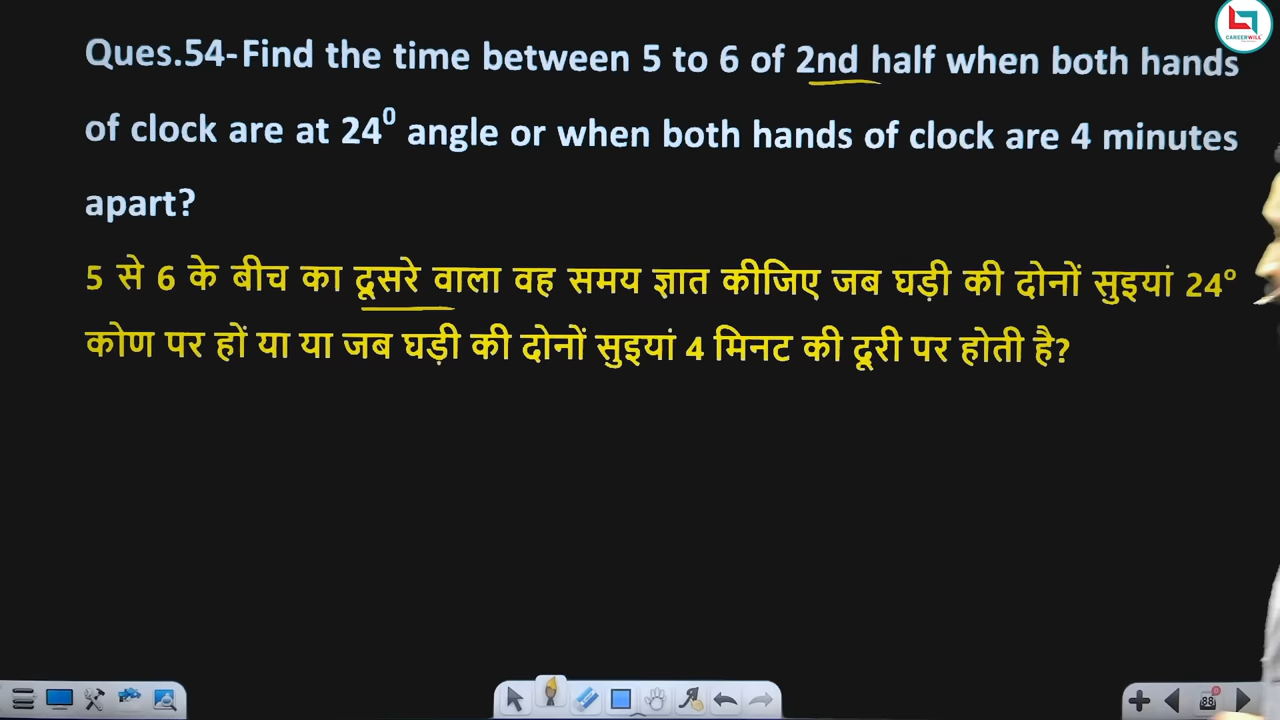 CAREERWILL
Ques.54-Find the time between 5 to 6 of 2nd half when both hands
of clock are at 24⁰ angle or when both hands of clock are 4 minutes
apart?
5 से 6 के बीच का दूसरे वाला वह समय ज्ञात कीजिए जब घड़ी की दोनों सुइयां 24°
कोण पर हों या या जब घड़ी की दोनों सुइयां 4 मिनट की दूरी पर होती है?